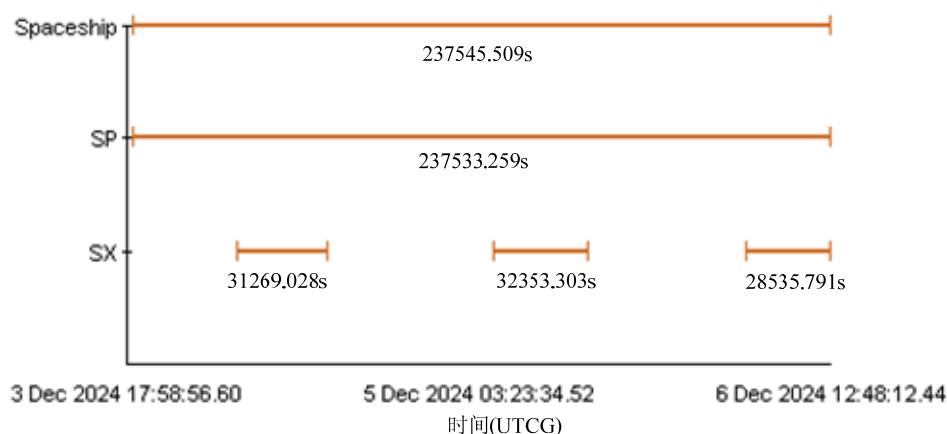 Spaceship
237545.509s
SP
237533.259s
SX
31269.028s 32353.303s 28535.791s
3 Dec 2024 17:58:56.60 5 Dec 2024 03:23:34.52 6 Dec 2024 12:48:12.44
时间(UTCG)